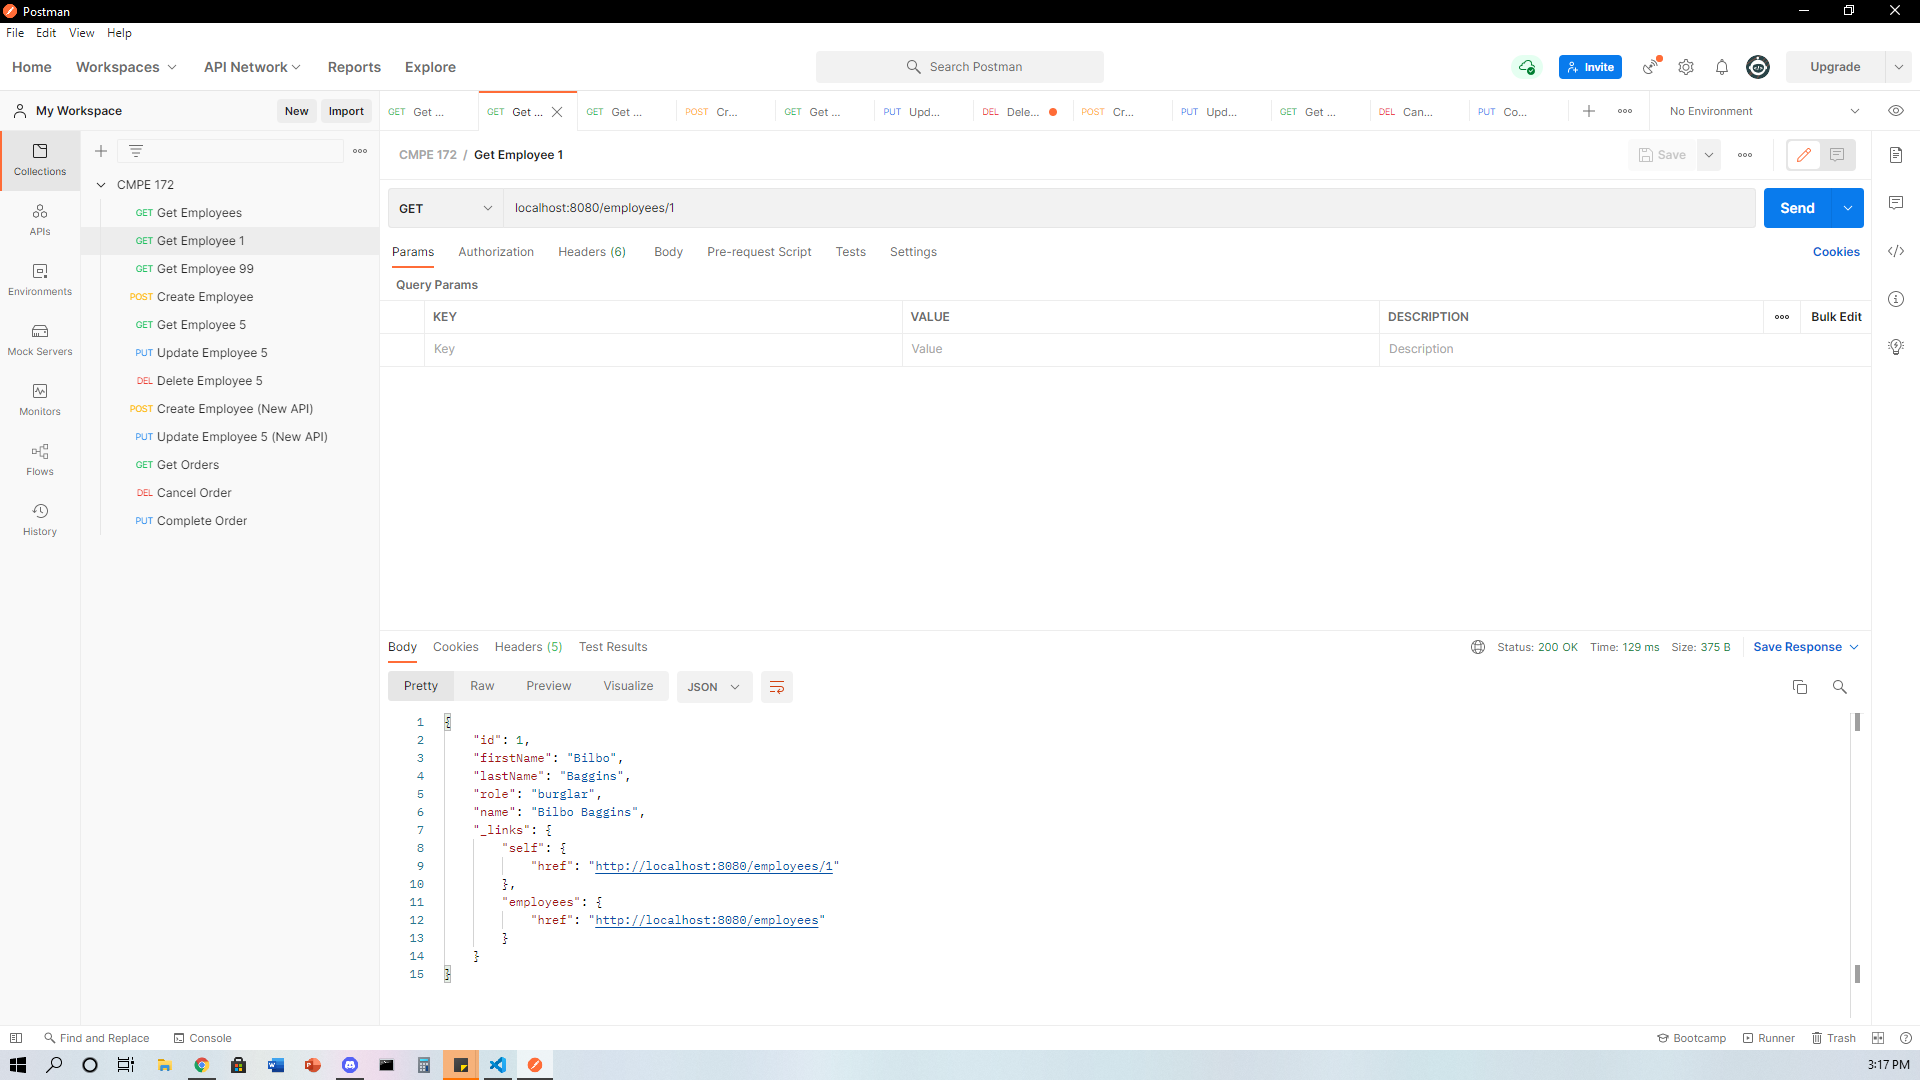 Postman
File Edit View Help
Home Workspaces API Network Reports Explore Search Postman Invite Upgrade
My Workspace New Import GET Get ... GET Get ... GET Get ... POST Cr... GET Get ... PUT Upd... DEL Dele... POST Cr... PUT Upd... GET Get ... DEL Can... PUT Co... No Environment
Collections
APIs
Environments
Mock Servers
Monitors
Flows
History
CMPE 172
GET Get Employees
GET Get Employee 1
GET Get Employee 99
POST Create Employee
GET Get Employee 5
PUT Update Employee 5
DEL Delete Employee 5
POST Create Employee (New API)
PUT Update Employee 5 (New API)
GET Get Orders
DEL Cancel Order
PUT Complete Order
CMPE 172 / Get Employee 1 Save
GET localhost:8080/employees/1 Send
Params Authorization Headers (6) Body Pre-request Script Tests Settings Cookies
Query Params
KEY VALUE DESCRIPTION Bulk Edit
Key Value Description
Body Cookies Headers (5) Test Results Status: 200 OK Time: 129 ms Size: 375 B Save Response
Pretty Raw Preview Visualize JSON
1 {
2 "id": 1,
3 "firstName": "Bilbo",
4 "lastName": "Baggins",
5 "role": "burglar",
6 "name": "Bilbo Baggins",
7 "_links": {
8 "self": {
9 "href": "http://localhost:8080/employees/1"
10 },
11 "employees": {
12 "href": "http://localhost:8080/employees"
13 }
14 }
15 }
Find and Replace Console Bootcamp Runner Trash
3:17 PM